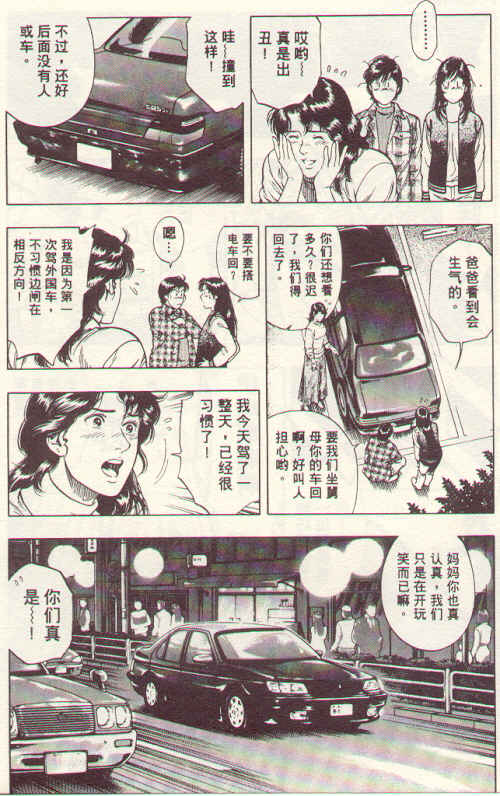 ……
哎哟~
真是出
丑!
哇~撞到
这样!
不过,还好
后面没有人
或车。
爸爸看到会
生气的。
你们还想看
多久?很迟
了,我们得
回去了。
要我们坐舅
母你的车回
啊?好叫人
担心哟。
要不要搭
电车回?
嗯…
我是因为第一
次驾外国车,
不习惯边闸在
相反方向!
我今天驾了一
整天,已经很
习惯了!
妈妈你也真
认真,我们
只是在开玩
笑而已嘛。
你们真
是~!